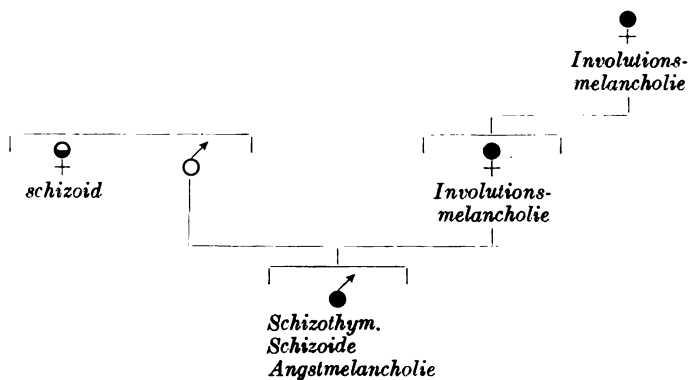 Involutions-
melancholie
schizoid
Involutions-
melancholie
Schizothym.
Schizoide
Angstmelancholie